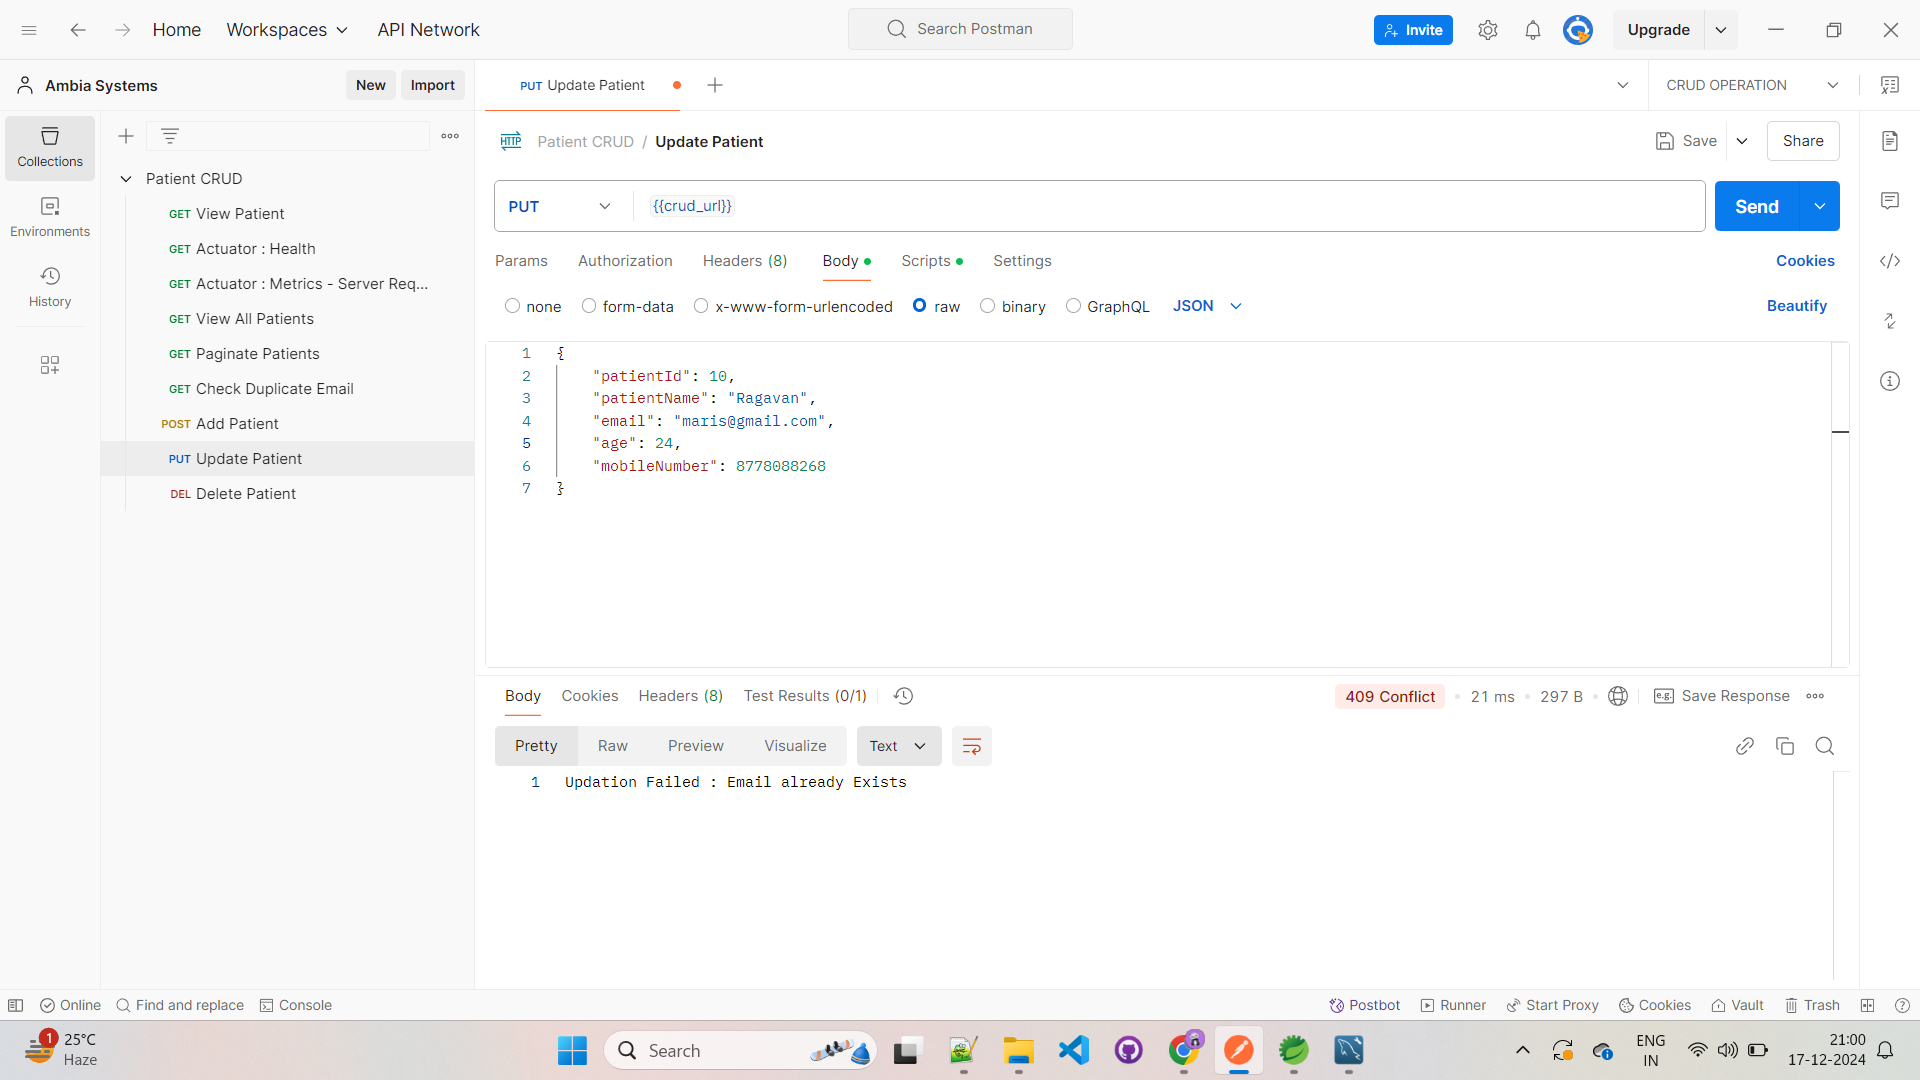 Home
Workspaces
API Network
Search Postman
Invite
Upgrade
Ambia Systems
New
Import
PUT Update Patient
CRUD OPERATION
Collections
Environments
History
Patient CRUD
GET View Patient
GET Actuator : Health
GET Actuator : Metrics - Server Req...
GET View All Patients
GET Paginate Patients
GET Check Duplicate Email
POST Add Patient
PUT Update Patient
DEL Delete Patient
HTTP Patient CRUD / Update Patient
Save
Share
PUT
{{crud_url}}
Send
Params Authorization Headers (8) Body Scripts Settings
Cookies
none form-data x-www-form-urlencoded raw binary GraphQL JSON
Beautify
1 {
2 "patientId": 10,
3 "patientName": "Ragavan",
4 "email": "maris@gmail.com",
5 "age": 24,
6 "mobileNumber": 8778088268
7 }
Body Cookies Headers (8) Test Results (0/1)
409 Conflict 21 ms 297 B
e.g. Save Response
Pretty Raw Preview Visualize Text
1 Updation Failed : Email already Exists
Online Find and replace Console
Postbot Runner Start Proxy Cookies Vault Trash
1
25°C
Haze
Search
ENG
IN
21:00
17-12-2024